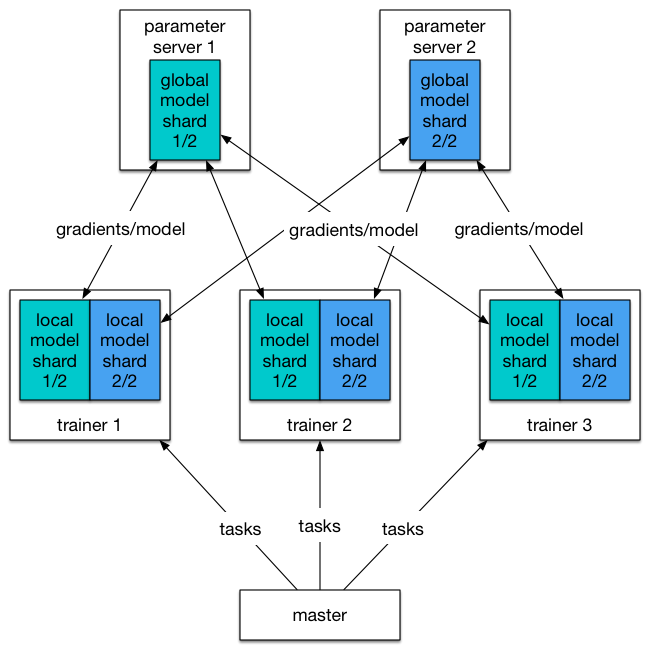 parameter
server 1
global
model
shard
1/2
parameter
server 2
global
model
shard
2/2
gradients/model
gradients/model
gradients/model
local
model
shard
1/2
local
model
shard
2/2
trainer 1
local
model
shard
1/2
local
model
shard
2/2
trainer 2
local
model
shard
1/2
local
model
shard
2/2
trainer 3
tasks
tasks
tasks
master